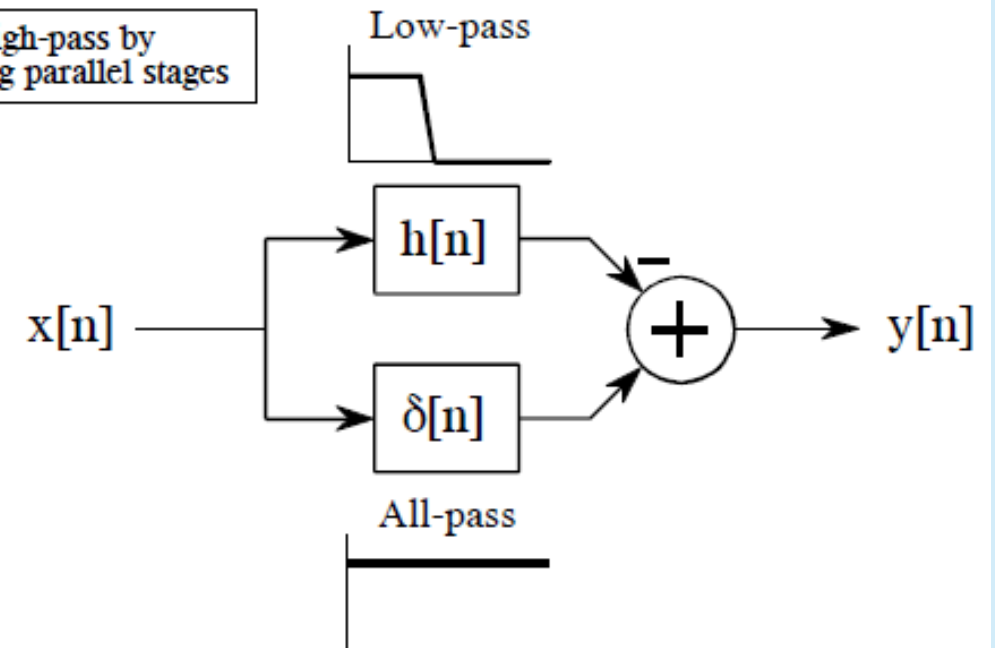 gh-pass by
g parallel stages
Low-pass
h[n]
–
x[n]
+
y[n]
δ[n]
All-pass